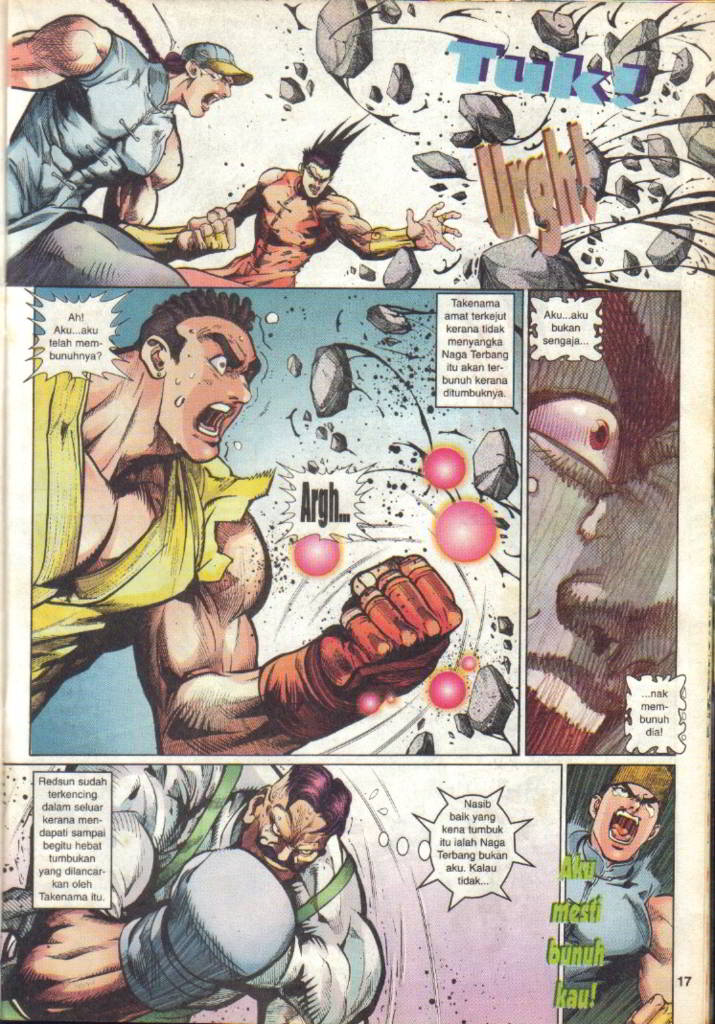 Tuk!
Urgh!
Ah!
Aku...aku
telah mem-
bunuhnya?
Takenama
amat terkejut
kerana tidak
menyangka
Naga Terbang
itu akan ter-
bunuh kerana
ditumbuknya.
Aku...aku
bukan
sengaja...
Argh...
...nak
mem-
bunuh
dia!
Redsun sudah
terkencing
dalam seluar
kerana men-
dapati sampai
begitu hebat
tumbukan
yang dilancar-
kan oleh
Takenama itu.
Nasib
baik yang
kena tumbuk
itu ialah Naga
Terbang bukan
aku. Kalau
tidak...
Aku
mesti
bunuh
kau!
17